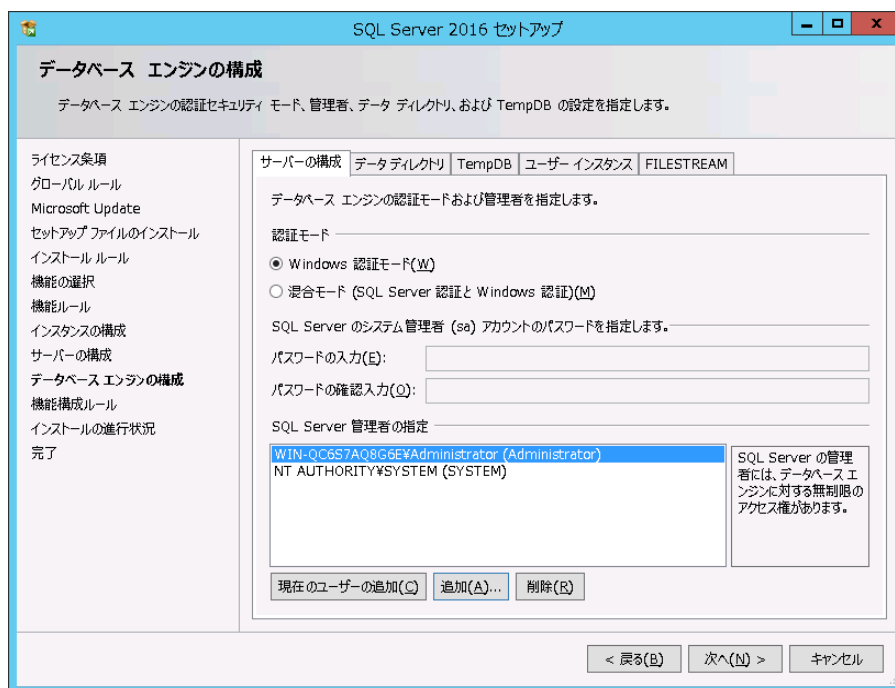 SQL Server 2016 セットアップ
データベース エンジンの構成
データベース エンジンの認証セキュリティ モード、管理者、データ ディレクトリ、および TempDB の設定を指定します。
ライセンス条項
グローバル ルール
Microsoft Update
セットアップ ファイルのインストール
インストール ルール
機能の選択
機能ルール
インスタンスの構成
サーバーの構成
データベース エンジンの構成
機能構成ルール
インストールの進行状況
完了
サーバーの構成 データ ディレクトリ TempDB ユーザー インスタンス FILESTREAM
データベース エンジンの認証モードおよび管理者を指定します。
認証モード
Windows 認証モード(W)
混合モード (SQL Server 認証と Windows 認証)(M)
SQL Server のシステム管理者 (sa) アカウントのパスワードを指定します。
パスワードの入力(E):
パスワードの確認入力(O):
SQL Server 管理者の指定
WIN-QC6S7AQ8G6E¥Administrator (Administrator)
NT AUTHORITY¥SYSTEM (SYSTEM)
SQL Server の管理
者には、データベース エ
ンジンに対する無制限の
アクセス権があります。
現在のユーザーの追加(C) 追加(A)... 削除(R)
< 戻る(B) 次へ(N) > キャンセル